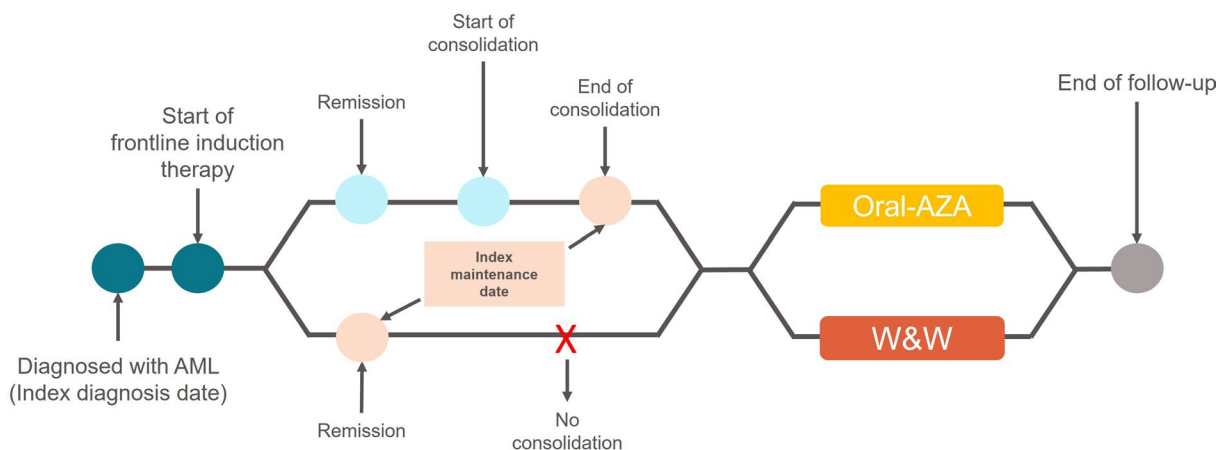 Start of
consolidation
Remission
End of
consolidation
End of follow-up
Start of
frontline induction
therapy
Oral-AZA
Index
maintenance
date
W&W
X
Diagnosed with AML
(Index diagnosis date)
Remission
No
consolidation